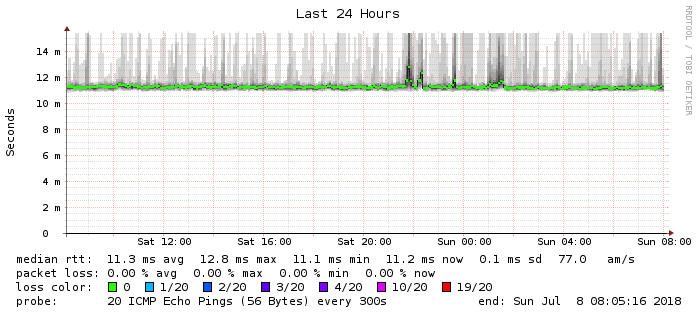 Last 24 Hours
RRDTOOL / TOBI OETIKER
Seconds
14 m
12 m
10 m
8 m
6 m
4 m
2 m
0
Sat 12:00 Sat 16:00 Sat 20:00 Sun 00:00 Sun 04:00 Sun 08:00
median rtt: 11.3 ms avg 12.8 ms max 11.1 ms min 11.2 ms now 0.1 ms sd 77.0 am/s
packet loss: 0.00 % avg 0.00 % max 0.00 % min 0.00 % now
loss color: 0 1/20 2/20 3/20 4/20 10/20 19/20
probe: 20 ICMP Echo Pings (56 Bytes) every 300s end: Sun Jul 8 08:05:16 2018